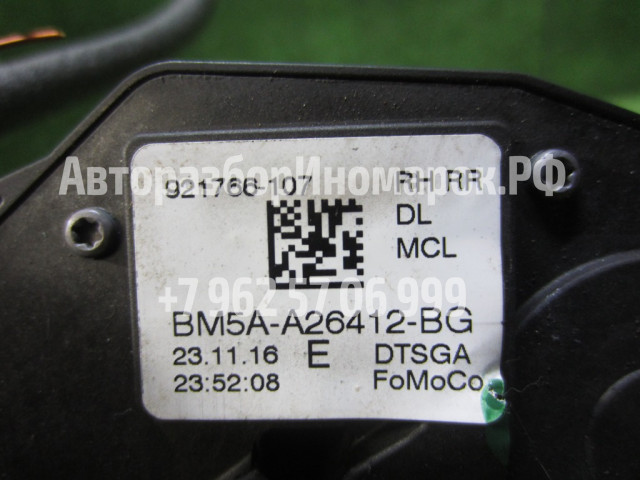 921766-107 RH RR
АвторазборИномарок.РФ
DL
MCL
+7 962 57 06 999
BM5A-A26412-BG
23.11.16 E DTSGA
23:52:08 FoMoCo